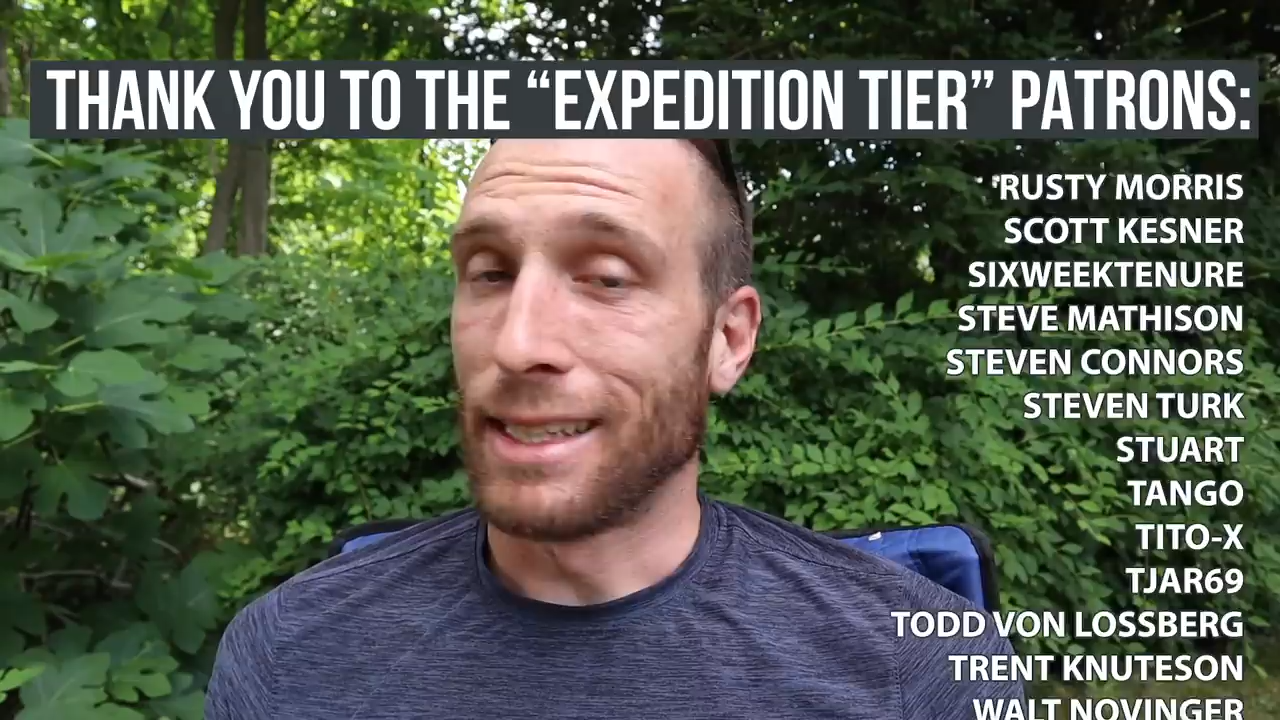 THANK YOU TO THE “EXPEDITION TIER” PATRONS:
RUSTY MORRIS
SCOTT KESNER
SIXWEEKTENURE
STEVE MATHISON
STEVEN CONNORS
STEVEN TURK
STUART
TANGO
TITO-X
TJAR69
TODD VON LOSSBERG
TRENT KNUTESON
WALT NOVINGER